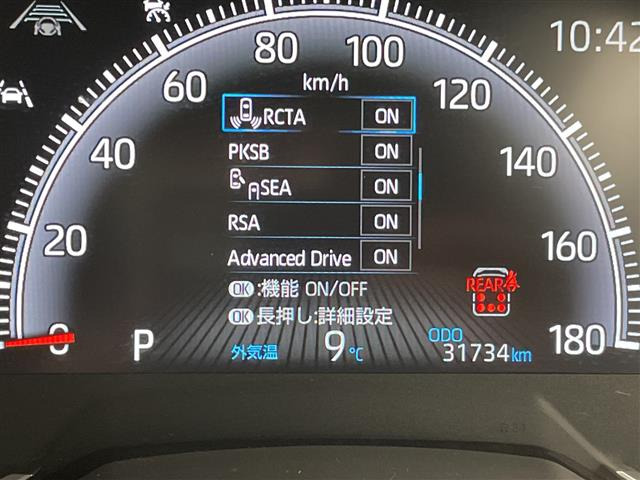 10:42
80 100
km/h
60 120
RCTA ON
PKSB ON
40 140
SEA ON
RSA ON
20 160
Advanced Drive ON
OK:機能 ON/OFF
REAR
OK長押し:詳細設定
0 P 180
外気温 9℃ ODO 31734km